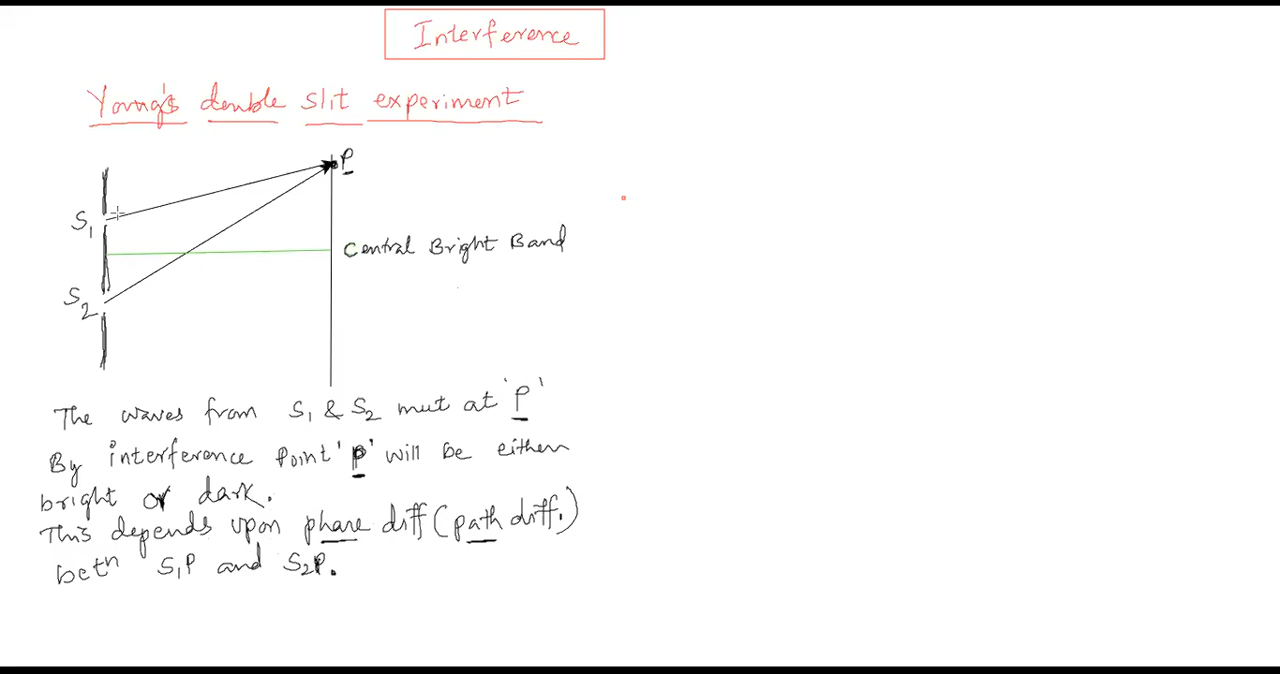 Interference
Young's double slit experiment
P
S1
Central Bright Band
S2
The waves from S1 & S2 meet at 'P'
By interference point 'P' will be either
bright or dark.
This depends upon phase diff (path diff.)
betn S1P and S2P.